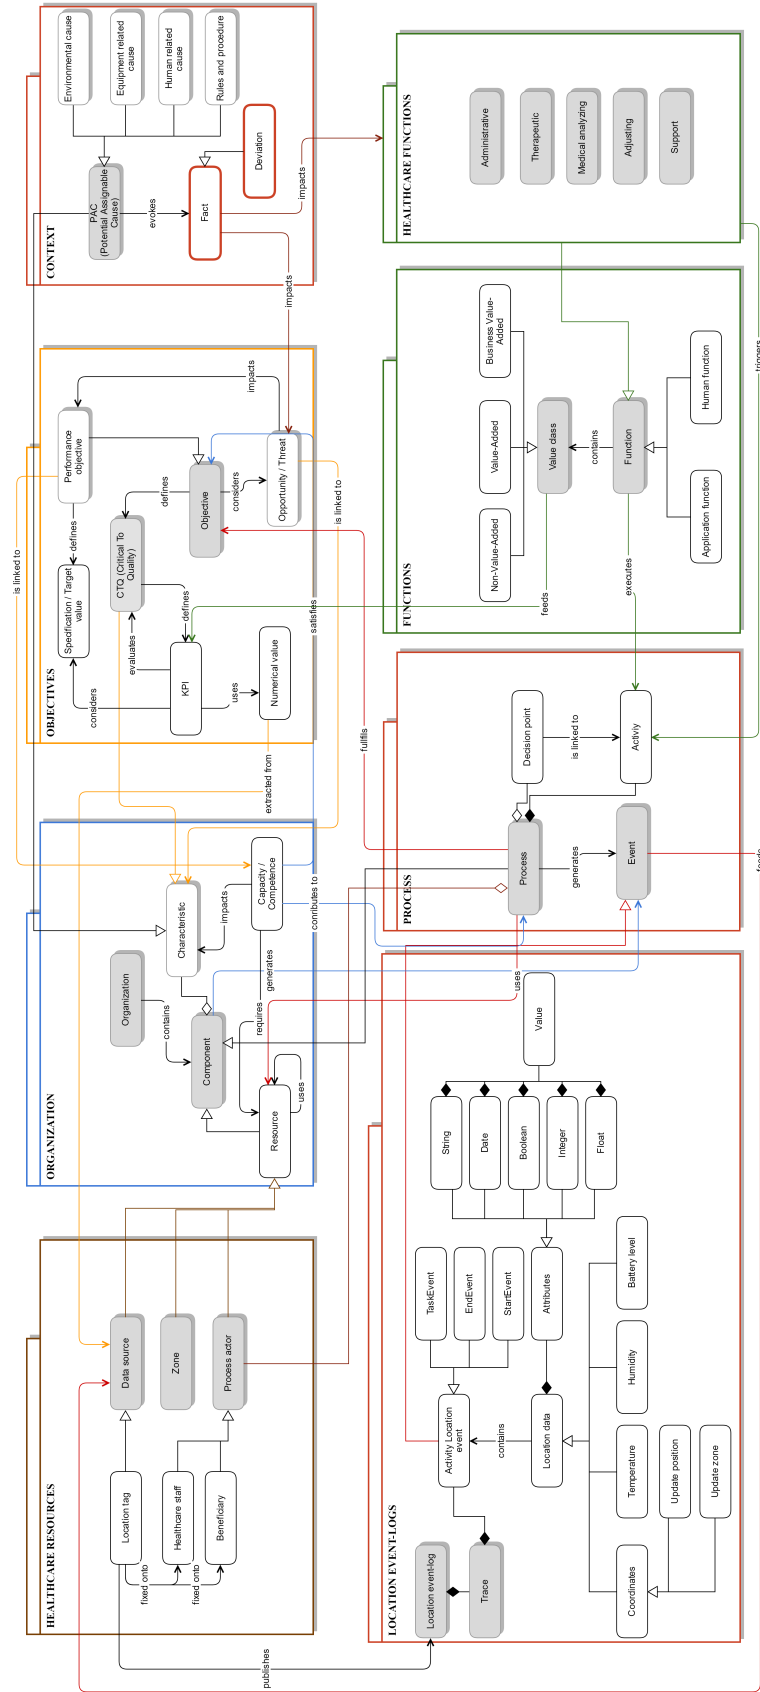 HEALTHCARE RESOURCES
Location tag
Healthcare staff
Beneficiary
fixed onto
fixed onto
Data source
Zone
Process actor
publishes
ORGANIZATION
Organization
contains
Component
Characteristic
Capacity /
Competence
impacts
generates
requires
Resource
uses
conributes to
extracted from
is linked to
OBJECTIVES
Performance
objective
Specification / Target
value
defines
considers
CTQ (Critical To
Quality)
defines
evaluates
defines
KPI
uses
Numerical value
Objective
considers
Opportunity / Threat
impacts
satisfies
is linked to
CONTEXT
Environmental cause
Equipment related
cause
Human related
cause
Rules and procedure
PAC
(Potential Assignable
Cause)
evokes
Fact
Deviation
impacts
impacts
LOCATION EVENT-LOGS
Location event-log
Trace
Activity Location
event
contains
Location data
TaskEvent
EndEvent
StartEvent
Attributes
String
Date
Boolean
Integer
Float
Value
Coordinates
Temperature
Humidity
Battery level
Update position
Update zone
PROCESS
Process
Decision point
is linked to
Activiy
generates
Event
uses
fullfils
feeds
FUNCTIONS
Non-Value-Added
Value-Added
Business Value-
Added
Value class
feeds
contains
Function
executes
Application function
Human function
HEALTHCARE FUNCTIONS
Administrative
Therapeutic
Medical analyzing
Adjusting
Support
triggers